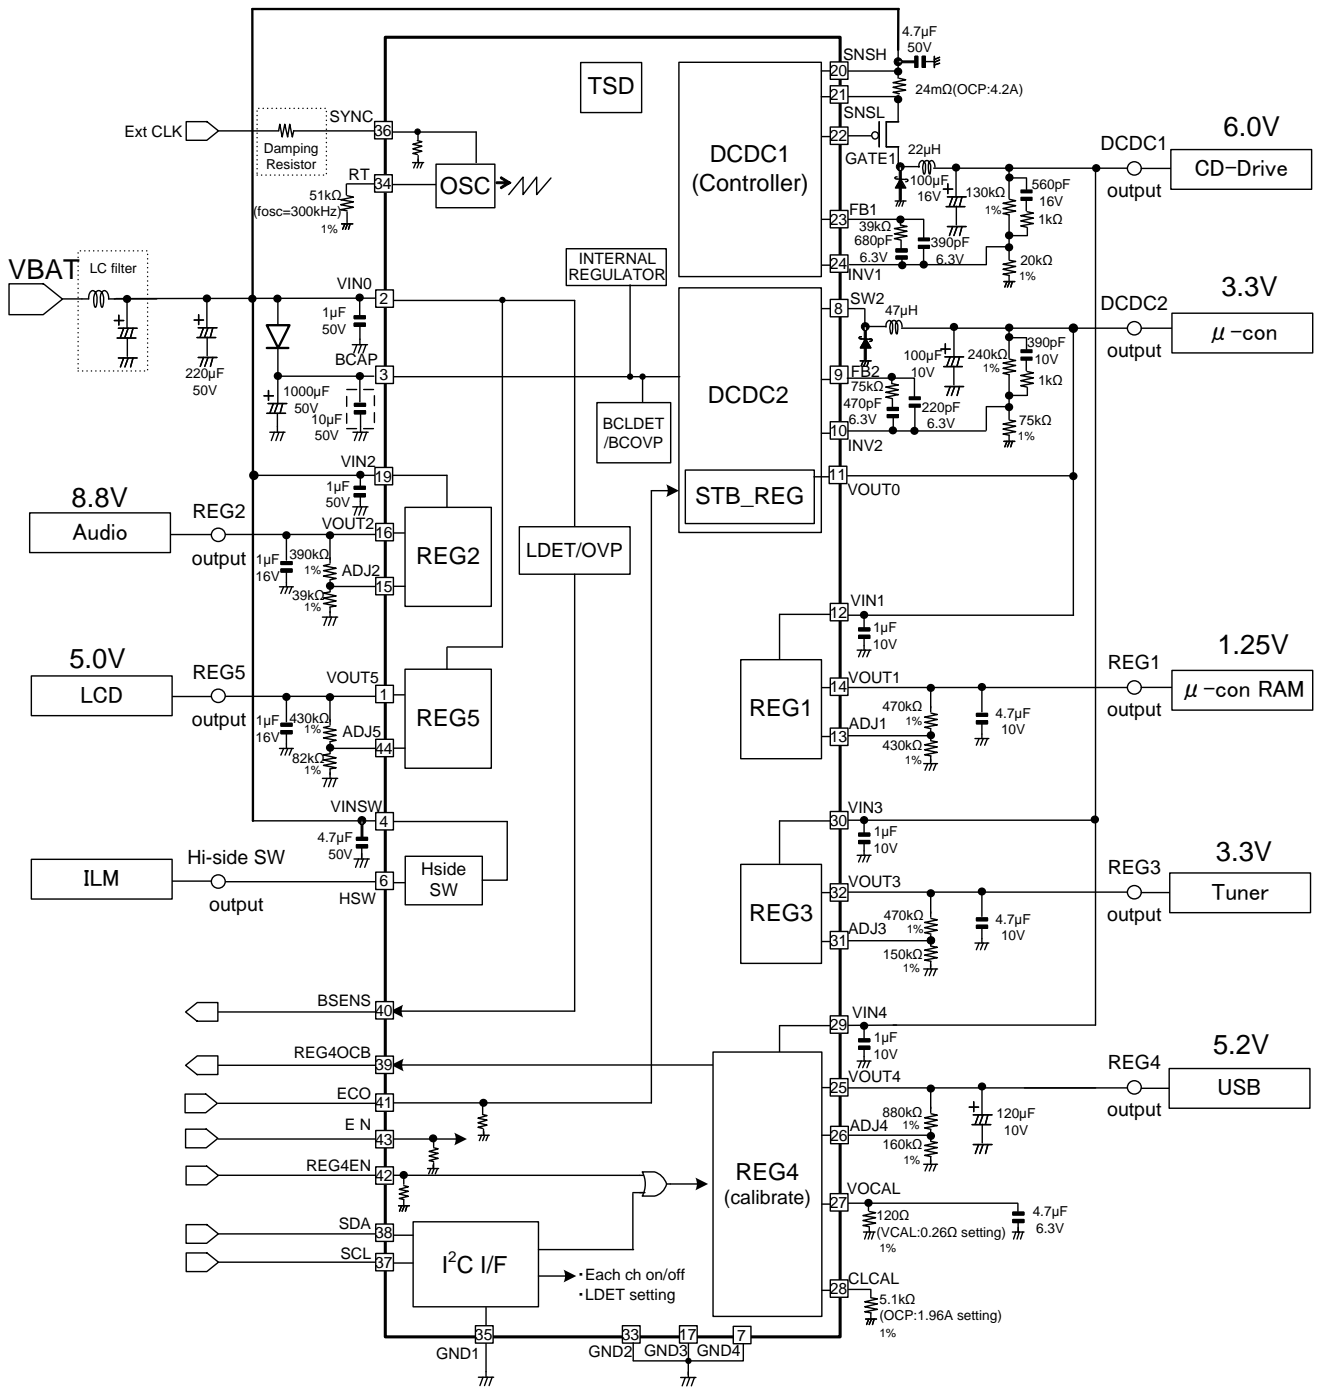 4.7μF
50V
SNSH
20
24mΩ(OCP:4.2A)
21
SNSL
TSD
SYNC
Ext CLK
36
Damping
Resistor
22
GATE1
DCDC1
(Controller)
22μH
6.0V
DCDC1
CD-Drive
output
RT
34
OSC
51kΩ
(fosc=300kHz)
1%
100μF
16V
130kΩ
1%
560pF
16V
1kΩ
FB1
23
39kΩ
680pF
6.3V
390pF
6.3V
24
INV1
20kΩ
1%
INTERNAL
REGULATOR
VBAT
LC filter
VIN0
2
1μF
50V
220μF
50V
BCAP
3
1000μF
50V
10μF
50V
8
SW2
47μH
3.3V
DCDC2
μ-con
output
DCDC2
100μF
10V
240kΩ
1%
390pF
10V
1kΩ
9
FB2
75kΩ
470pF
6.3V
220pF
6.3V
10
INV2
75kΩ
1%
BCLDET
/BCOVP
11
VOUT0
STB_REG
VIN2
19
1μF
50V
8.8V
Audio
REG2
output
VOUT2
16
REG2
1μF
16V
390kΩ
1%
ADJ2
15
39kΩ
1%
LDET/OVP
12
VIN1
1μF
10V
5.0V
LCD
REG5
output
VOUT5
1
REG5
1μF
16V
430kΩ
1%
ADJ5
44
82kΩ
1%
REG1
14
VOUT1
1.25V
REG1
μ-con RAM
output
470kΩ
1%
4.7μF
10V
13
ADJ1
430kΩ
1%
VINSW
4
4.7μF
50V
30
VIN3
1μF
10V
Hi-side SW
ILM
output
6
HSW
Hside
SW
REG3
32
VOUT3
3.3V
REG3
Tuner
output
470kΩ
1%
4.7μF
10V
31
ADJ3
150kΩ
1%
BSENS
40
29
VIN4
1μF
10V
REG4OCB
39
25
VOUT4
5.2V
REG4
USB
output
ECO
41
880kΩ
1%
120μF
10V
26
ADJ4
160kΩ
1%
E N
43
REG4EN
42
REG4
(calibrate)
27
VOCAL
120Ω
(VCAL:0.26Ω setting)
1%
4.7μF
6.3V
SDA
38
SCL
37
I²C I/F
・Each ch on/off
・LDET setting
28
CLCAL
5.1kΩ
(OCP:1.96A setting)
1%
35
GND1
33
GND2
17
GND3
7
GND4